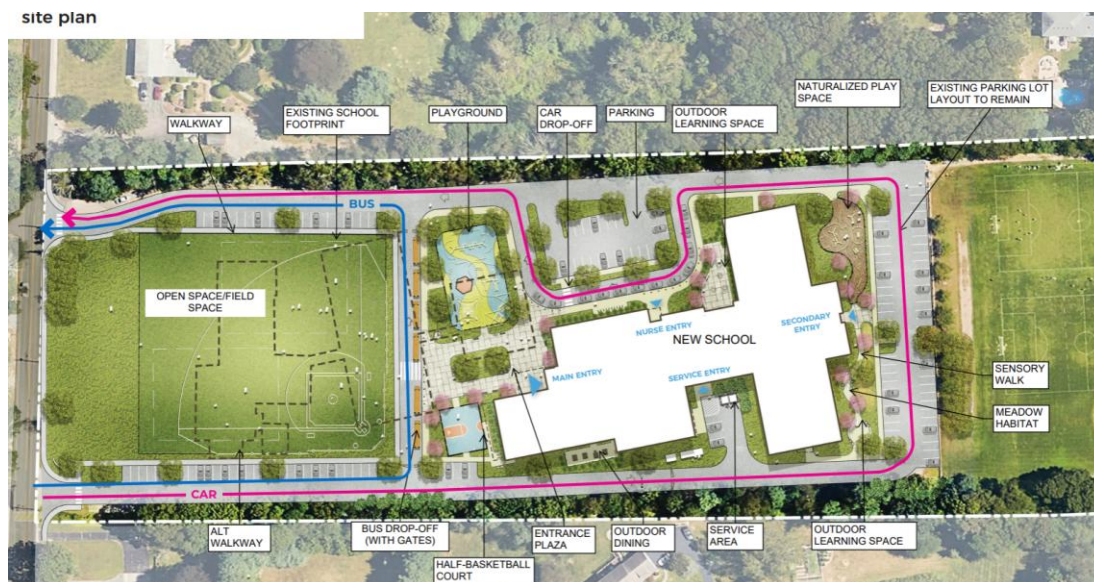 site plan
WALKWAY
EXISTING SCHOOL
FOOTPRINT
PLAYGROUND
CAR
DROP-OFF
PARKING
OUTDOOR
LEARNING SPACE
NATURALIZED PLAY
SPACE
EXISTING PARKING LOT
LAYOUT TO REMAIN
BUS
OPEN SPACE/FIELD
SPACE
NURSE ENTRY
NEW SCHOOL
SECONDARY
ENTRY
MAIN ENTRY
SERVICE ENTRY
SENSORY
WALK
MEADOW
HABITAT
CAR
ALT
WALKWAY
BUS DROP-OFF
(WITH GATES)
HALF-BASKETBALL
COURT
ENTRANCE
PLAZA
OUTDOOR
DINING
SERVICE
AREA
OUTDOOR
LEARNING SPACE